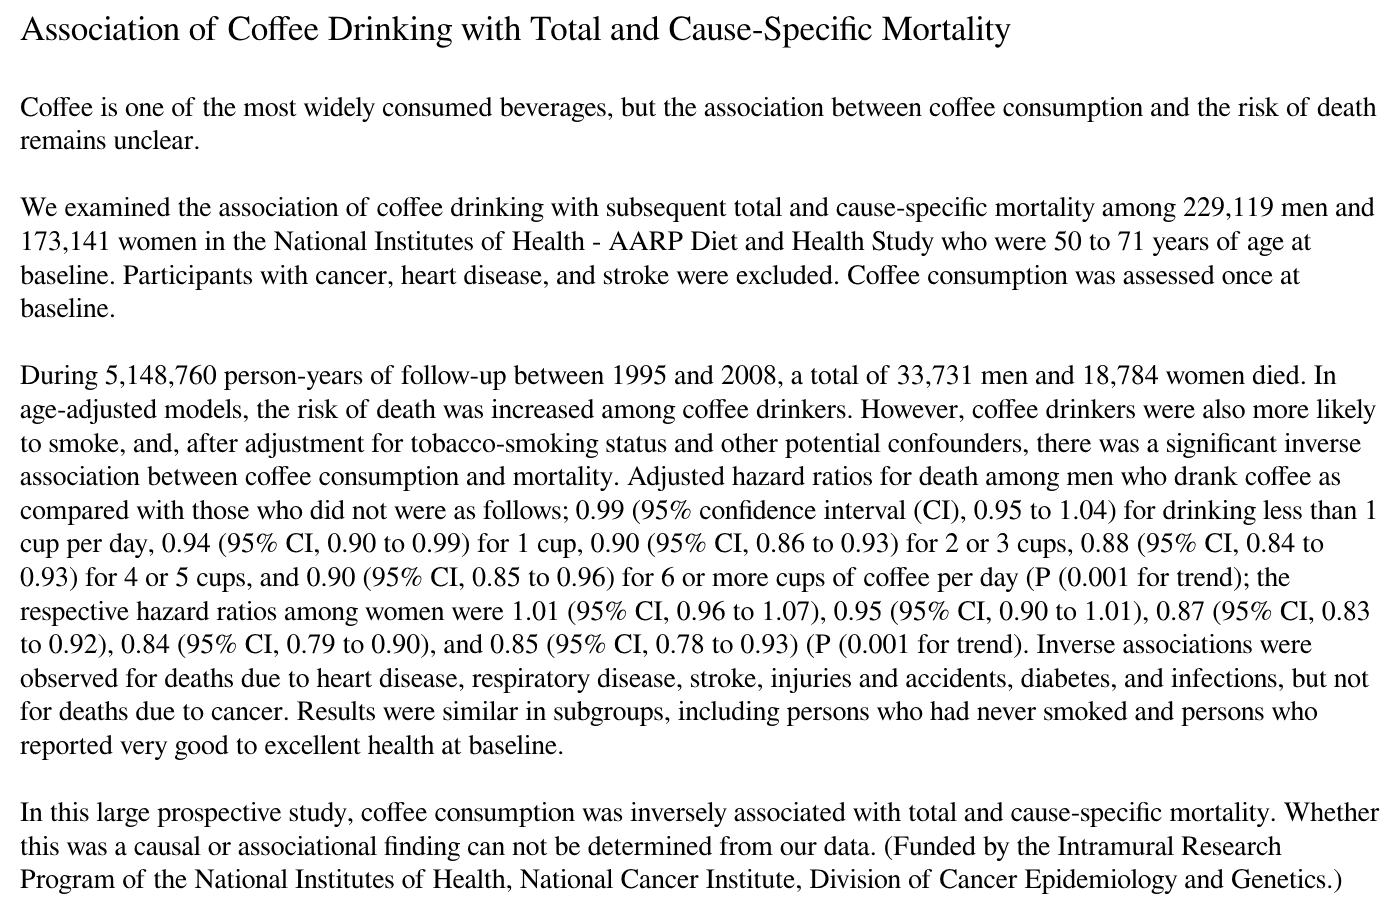 Association of Coffee Drinking with Total and Cause-Specific Mortality
Coffee is one of the most widely consumed beverages, but the association between coffee consumption and the risk of death
remains unclear.
We examined the association of coffee drinking with subsequent total and cause-specific mortality among 229,119 men and
173,141 women in the National Institutes of Health - AARP Diet and Health Study who were 50 to 71 years of age at
baseline. Participants with cancer, heart disease, and stroke were excluded. Coffee consumption was assessed once at
baseline.
During 5,148,760 person-years of follow-up between 1995 and 2008, a total of 33,731 men and 18,784 women died. In
age-adjusted models, the risk of death was increased among coffee drinkers. However, coffee drinkers were also more likely
to smoke, and, after adjustment for tobacco-smoking status and other potential confounders, there was a significant inverse
association between coffee consumption and mortality. Adjusted hazard ratios for death among men who drank coffee as
compared with those who did not were as follows; 0.99 (95% confidence interval (CI), 0.95 to 1.04) for drinking less than 1
cup per day, 0.94 (95% CI, 0.90 to 0.99) for 1 cup, 0.90 (95% CI, 0.86 to 0.93) for 2 or 3 cups, 0.88 (95% CI, 0.84 to
0.93) for 4 or 5 cups, and 0.90 (95% CI, 0.85 to 0.96) for 6 or more cups of coffee per day (P (0.001 for trend); the
respective hazard ratios among women were 1.01 (95% CI, 0.96 to 1.07), 0.95 (95% CI, 0.90 to 1.01), 0.87 (95% CI, 0.83
to 0.92), 0.84 (95% CI, 0.79 to 0.90), and 0.85 (95% CI, 0.78 to 0.93) (P (0.001 for trend). Inverse associations were
observed for deaths due to heart disease, respiratory disease, stroke, injuries and accidents, diabetes, and infections, but not
for deaths due to cancer. Results were similar in subgroups, including persons who had never smoked and persons who
reported very good to excellent health at baseline.
In this large prospective study, coffee consumption was inversely associated with total and cause-specific mortality. Whether
this was a causal or associational finding can not be determined from our data. (Funded by the Intramural Research
Program of the National Institutes of Health, National Cancer Institute, Division of Cancer Epidemiology and Genetics.)